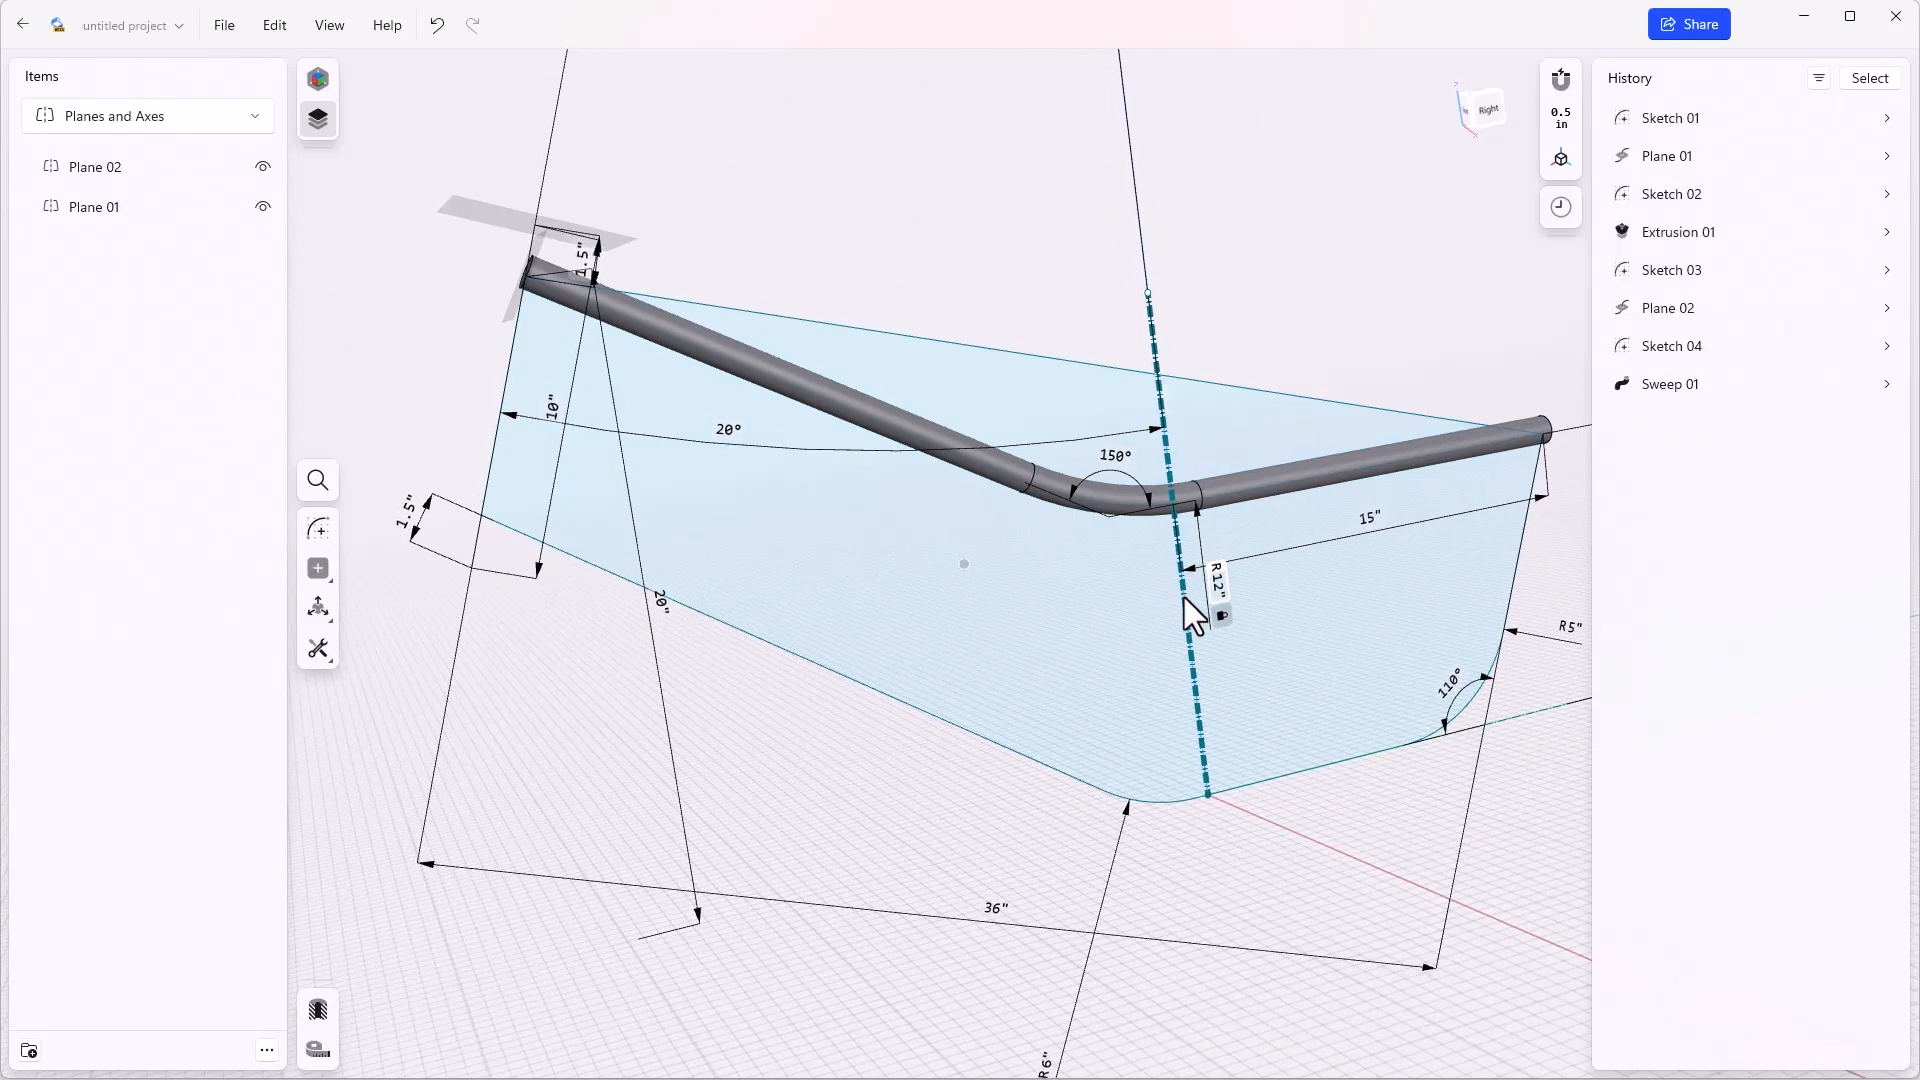 untitled project
File
Edit
View
Help
Share
Items
Planes and Axes
Plane 02
Plane 01
Right
0.5
in
History
Select
Sketch 01
Plane 01
Sketch 02
Extrusion 01
Sketch 03
Plane 02
Sketch 04
Sweep 01
1.5"
10"
20°
150°
1.5"
15"
R12"
20"
R5"
110°
36"
R6"